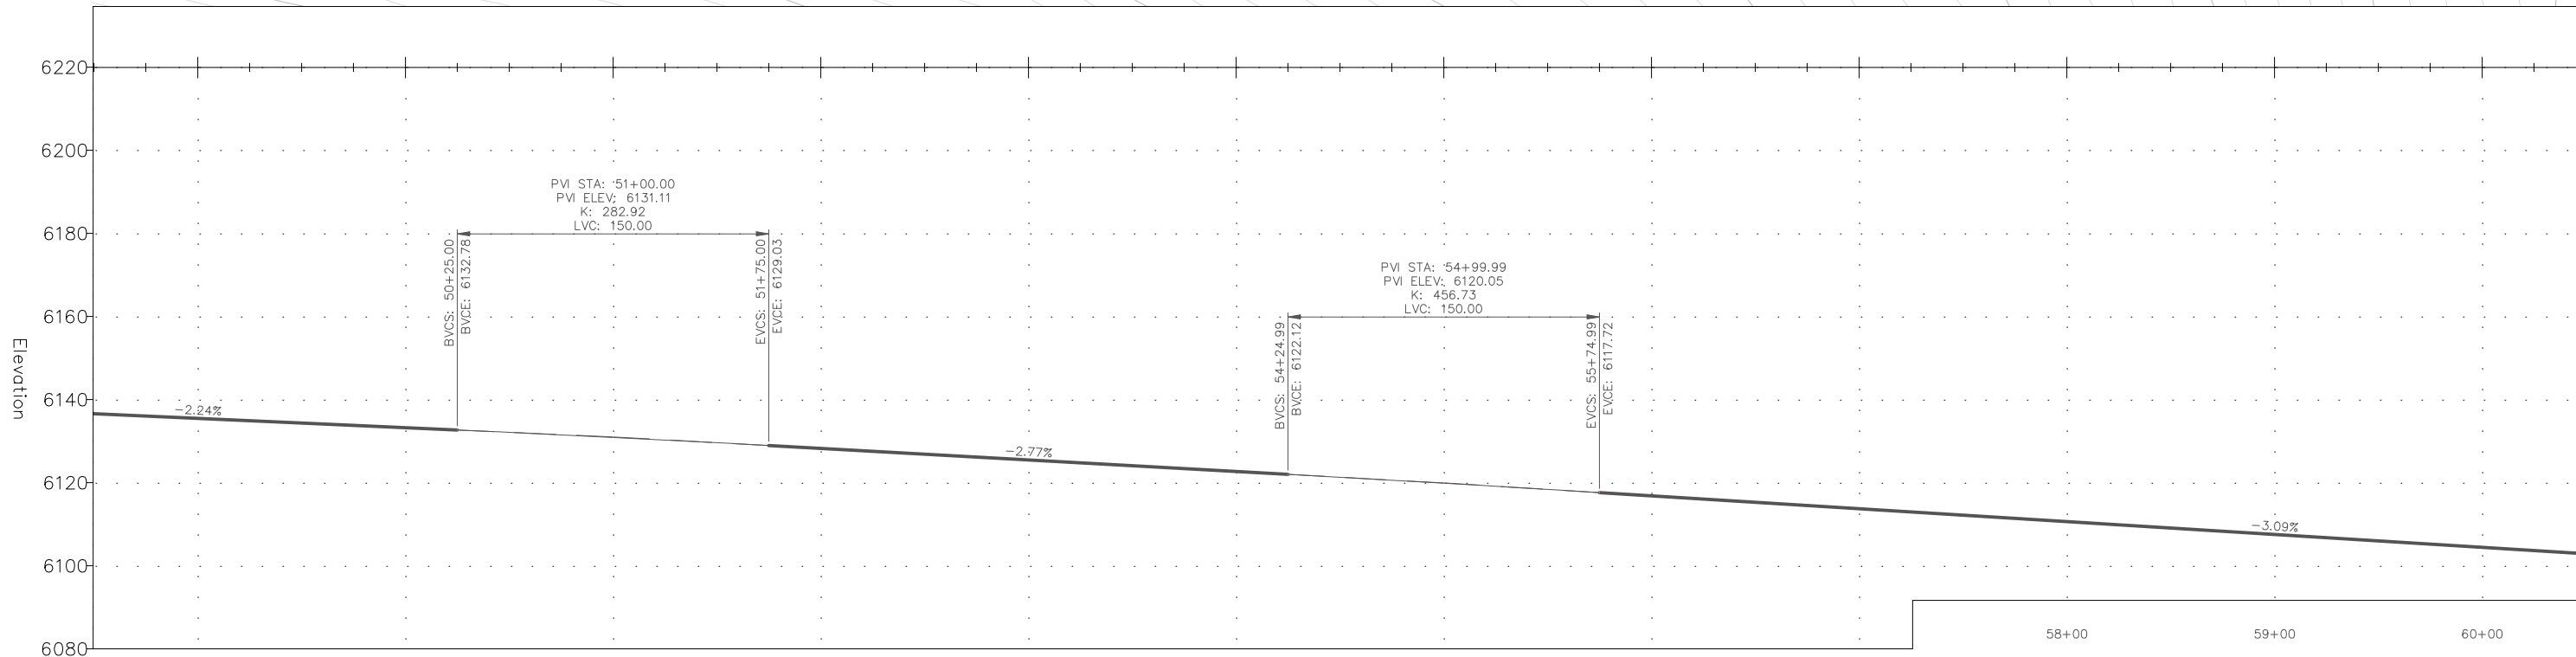 6220
6200
6180
6160
6140
6120
6100
6080
Elevation
PVI STA: 51+00.00
PVI ELEV: 6131.11
K: 282.92
LVC: 150.00
BVCS: 50+25.00
BVCE: 6132.78
EVCS: 51+75.00
EVCE: 6129.03
PVI STA: 54+99.99
PVI ELEV: 6120.05
K: 456.73
LVC: 150.00
BVCS: 54+24.99
BVCE: 6122.12
EVCS: 55+74.99
EVCE: 6117.72
-2.24%
-2.77%
-3.09%
58+00 59+00 60+00